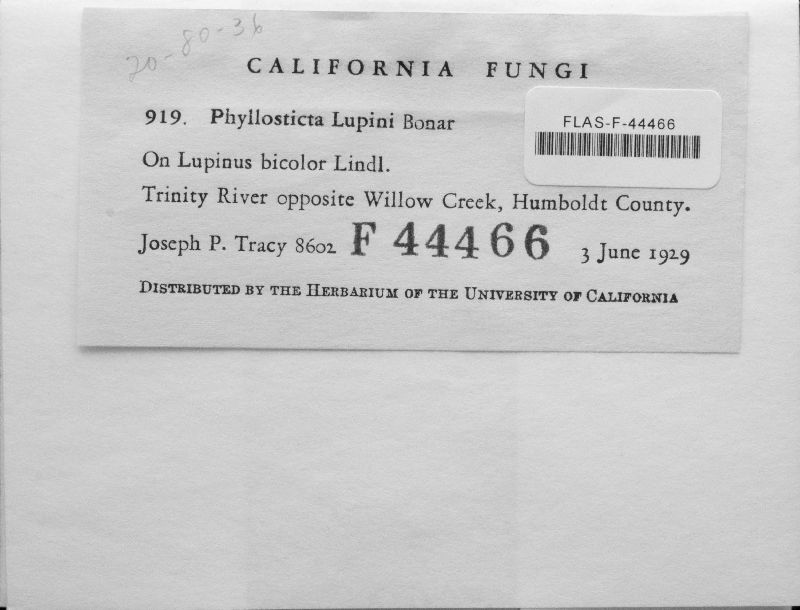 20-80-36
CALIFORNIA FUNGI
919. Phyllosticta Lupini Bonar
FLAS-F-44466
On Lupinus bicolor Lindl.
Trinity River opposite Willow Creek, Humboldt County.
Joseph P. Tracy 8602 F 44466 3 June 1929
DISTRIBUTED BY THE HERBARIUM OF THE UNIVERSITY OF CALIFORNIA